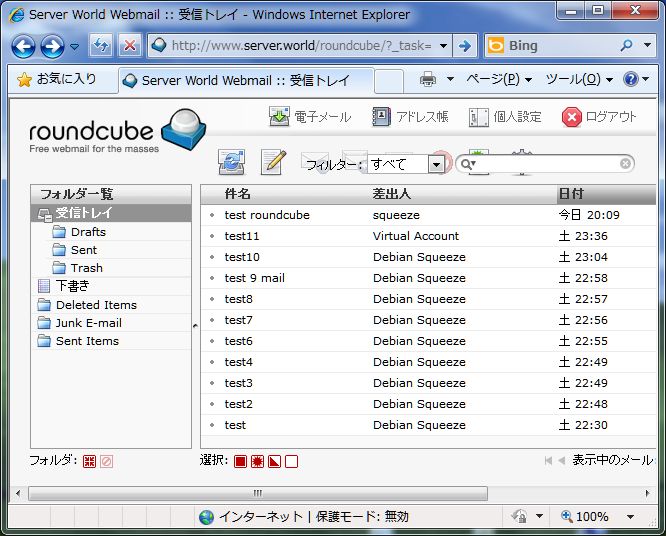 Server World Webmail :: 受信トレイ - Windows Internet Explorer
http://www.server.world/roundcube/?_task=
Bing
お気に入り
Server World Webmail :: 受信トレイ
ページ(P)
ツール(O)
電子メール
アドレス帳
個人設定
ログアウト
roundcube
Free webmail for the masses
フィルター:
すべて
フォルダ一覧
受信トレイ
Drafts
Sent
Trash
下書き
Deleted Items
Junk E-mail
Sent Items
件名 差出人 日付
test roundcube squeeze 今日 20:09
test11 Virtual Account 土 23:36
test10 Debian Squeeze 土 23:04
test 9 mail Debian Squeeze 土 22:58
test8 Debian Squeeze 土 22:57
test7 Debian Squeeze 土 22:56
test6 Debian Squeeze 土 22:55
test4 Debian Squeeze 土 22:49
test3 Debian Squeeze 土 22:49
test2 Debian Squeeze 土 22:48
test Debian Squeeze 土 22:30
フォルダ:
選択:
表示中のメール
インターネット | 保護モード: 無効
100%